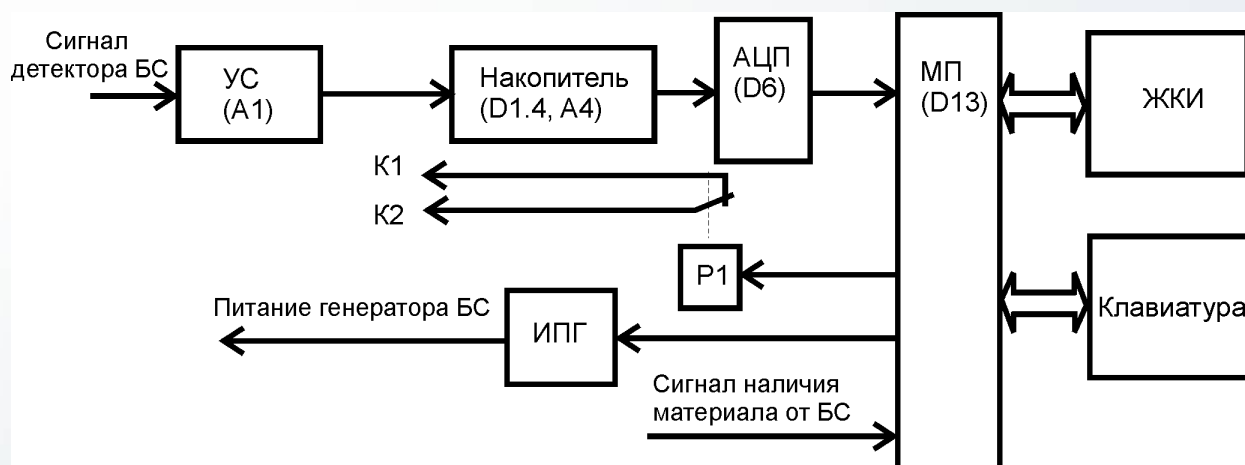 Сигнал
детектора БС
УС
(А1)
Накопитель
(D1.4, А4)
АЦП
(D6)
МП
(D13)
ЖКИ
К1
К2
Р1
Питание генератора БС
ИПГ
Клавиатура
Сигнал наличия
материала от БС